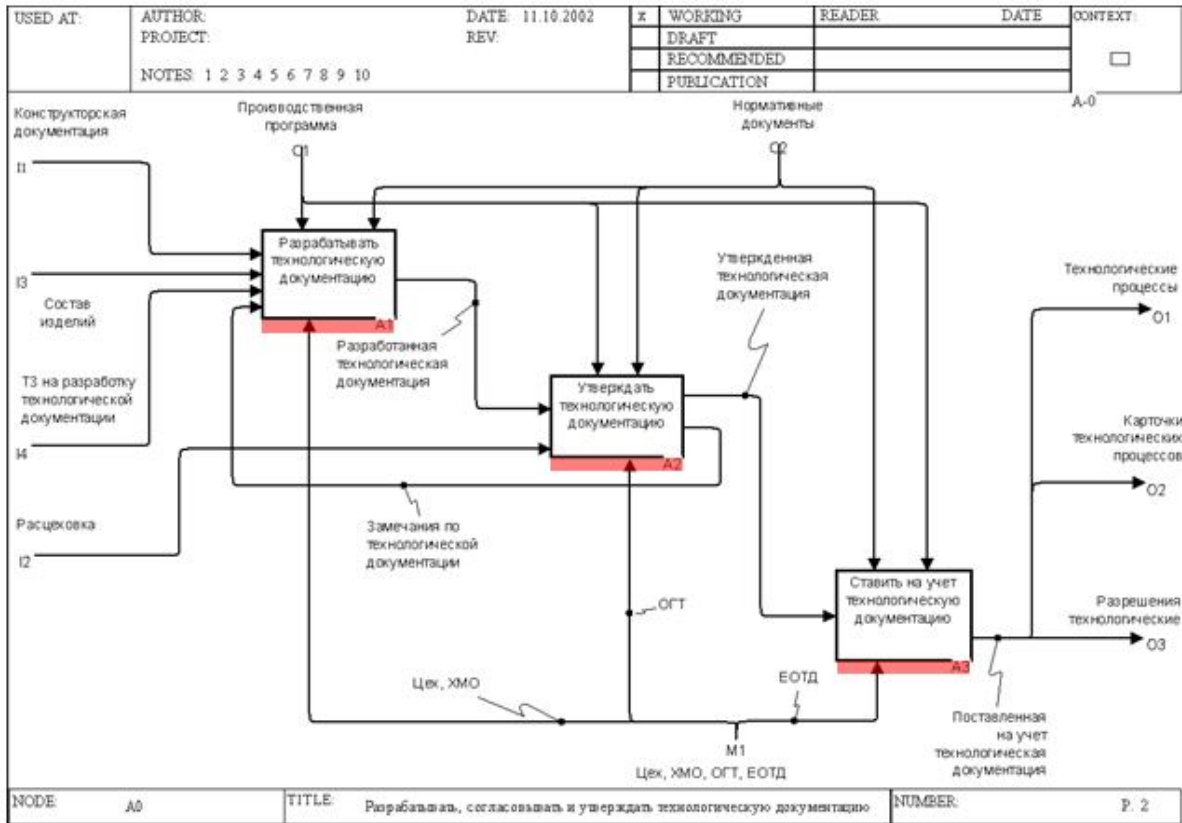 USED AT:
AUTHOR:
DATE: 11.10.2002
PROJECT:
REV:
NOTES: 1 2 3 4 5 6 7 8 9 10
X WORKING
DRAFT
RECOMMENDED
PUBLICATION
READER DATE
CONTEXT:
A-0
Конструкторская
документация
I1
Производственная
программа
C1
Нормативные
документы
C2
I3
Состав
изделий
ТЗ на разработку
технологической
документации
I4
Расцеховка
I2
Разрабатывать
технологическую
документацию
A1
Разработанная
технологическая
документация
Утвержденная
технологическая
документация
Утверждать
технологическую
документацию
A2
Замечания по
технологической
документации
Технологические
процессы
O1
Карточки
технологических
процессов
O2
Разрешения
технологические
O3
Ставить на учет
технологическую
документацию
A3
ОГТ
Цех, ХМО
ЕОТД
M1
Цех, ХМО, ОГТ, ЕОТД
Поставленная
на учет
технологическая
документация
NODE: A0
TITLE: Разрабатывать, согласовывать и утверждать технологическую документацию
NUMBER: P. 2